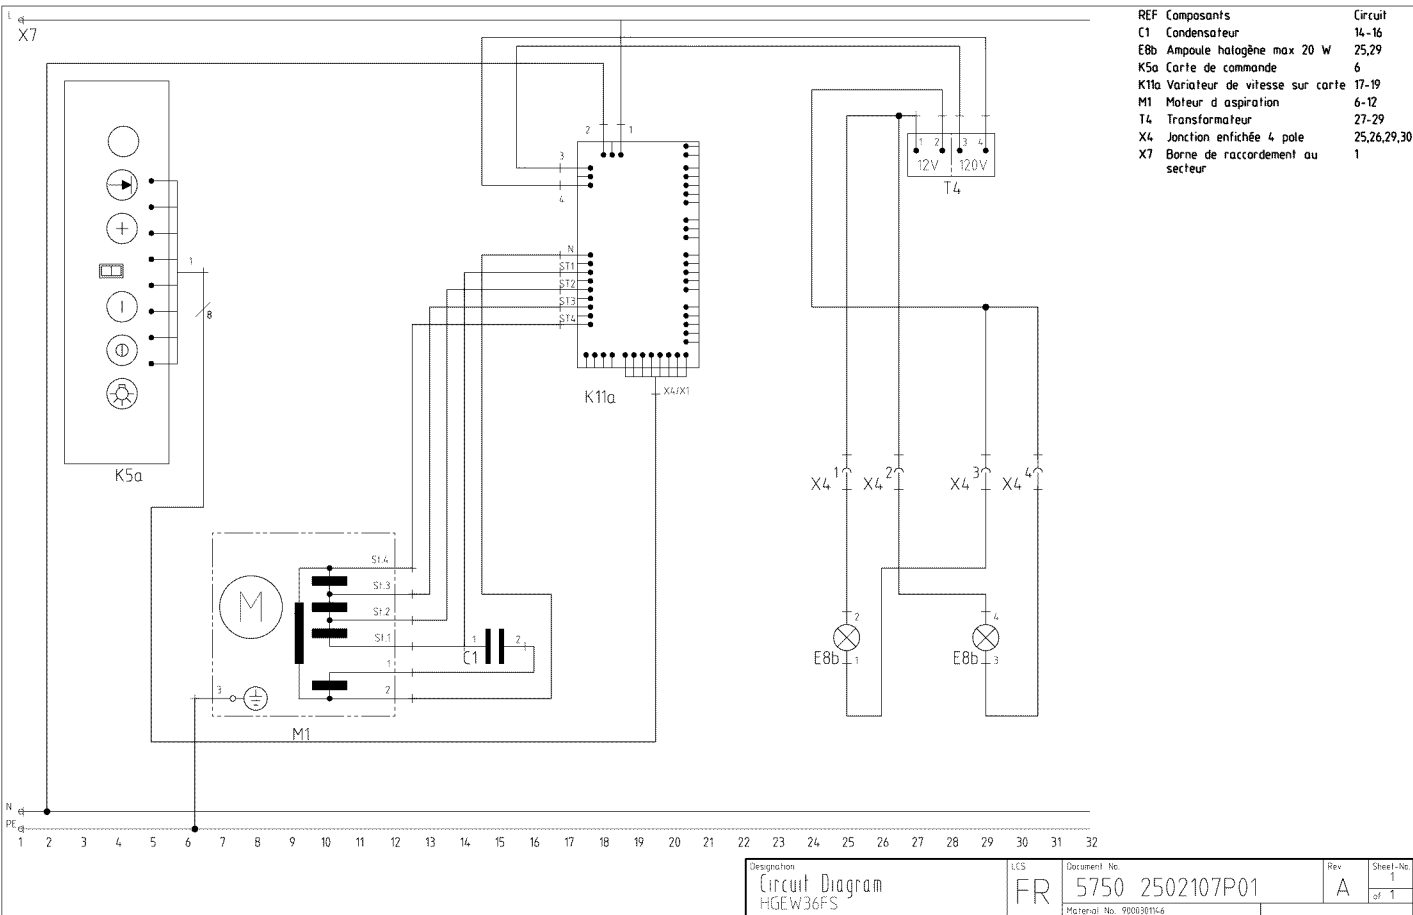 L
X7
REF Composants Circuit
C1 Condensateur 14-16
E8b Ampoule halogène max 20 W 25,29
K5a Carte de commande 6
K11a Variateur de vitesse sur carte 17-19
M1 Moteur d aspiration 6-12
T4 Transformateur 27-29
X4 Jonction enfichée 4 pole 25,26,29,30
X7 Borne de raccordement au 1
secteur
2 1
3
4
1 2 3 4
12V 120V
T4
N
ST1
ST2
ST3
ST4
1
8
K11a
X4/X1
K5a
X4 1 X4 2 X4 3 X4 4
M
St.4
St.3
St.2
St.1
1
2
1 2
C1
3
M1
2 4
E8b 1 E8b 3
N
PE
1 2 3 4 5 6 7 8 9 10 11 12 13 14 15 16 17 18 19 20 21 22 23 24 25 26 27 28 29 30 31 32
Designation
Circuit Diagram
HGEW36FS
LCS
FR
Document No.
5750 2502107P01
Material No. 9000301146
Rev
A
Sheet-No.
1
of 1